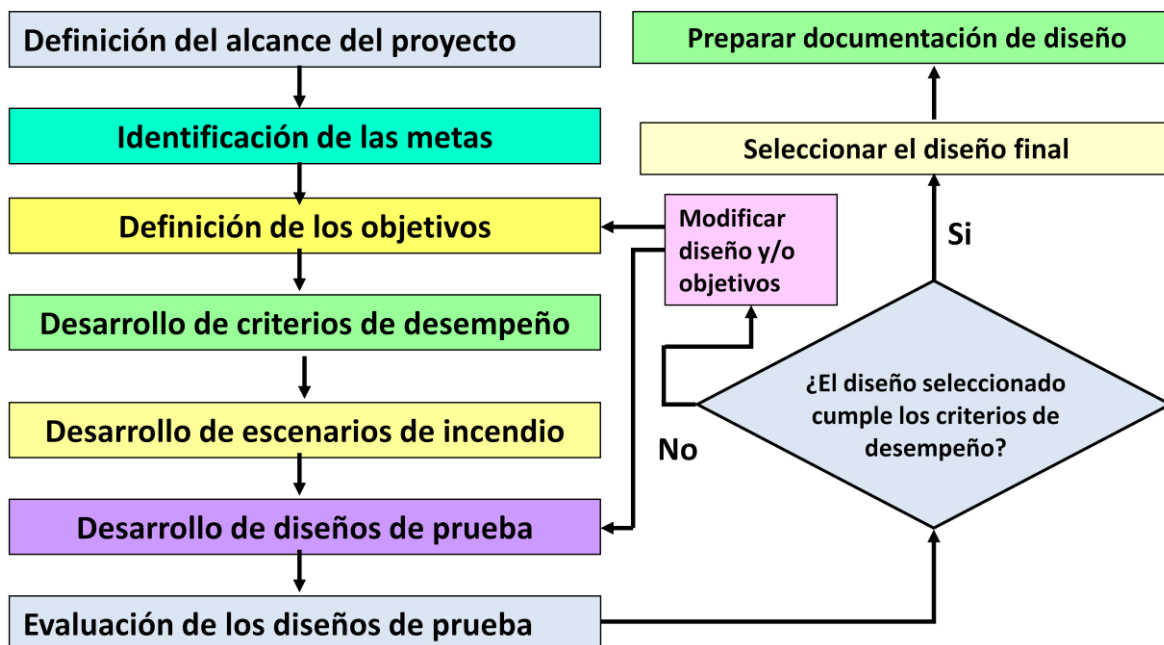 Definición del alcance del proyecto
Identificación de las metas
Definición de los objetivos
Desarrollo de criterios de desempeño
Desarrollo de escenarios de incendio
Desarrollo de diseños de prueba
Evaluación de los diseños de prueba
¿El diseño seleccionado
cumple los criterios de
desempeño?
No
Modificar
diseño y/o
objetivos
Si
Seleccionar el diseño final
Preparar documentación de diseño